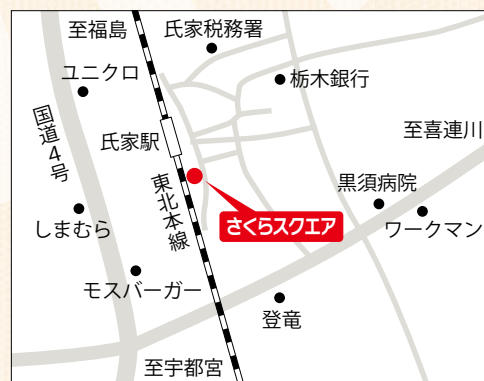 至福島
氏家税務署
ユニクロ
栃木銀行
国道4号
氏家駅
至喜連川
東北本線
黒須病院
さくらスクエア
しまむら
ワークマン
モスバーガー
登竜
至宇都宮